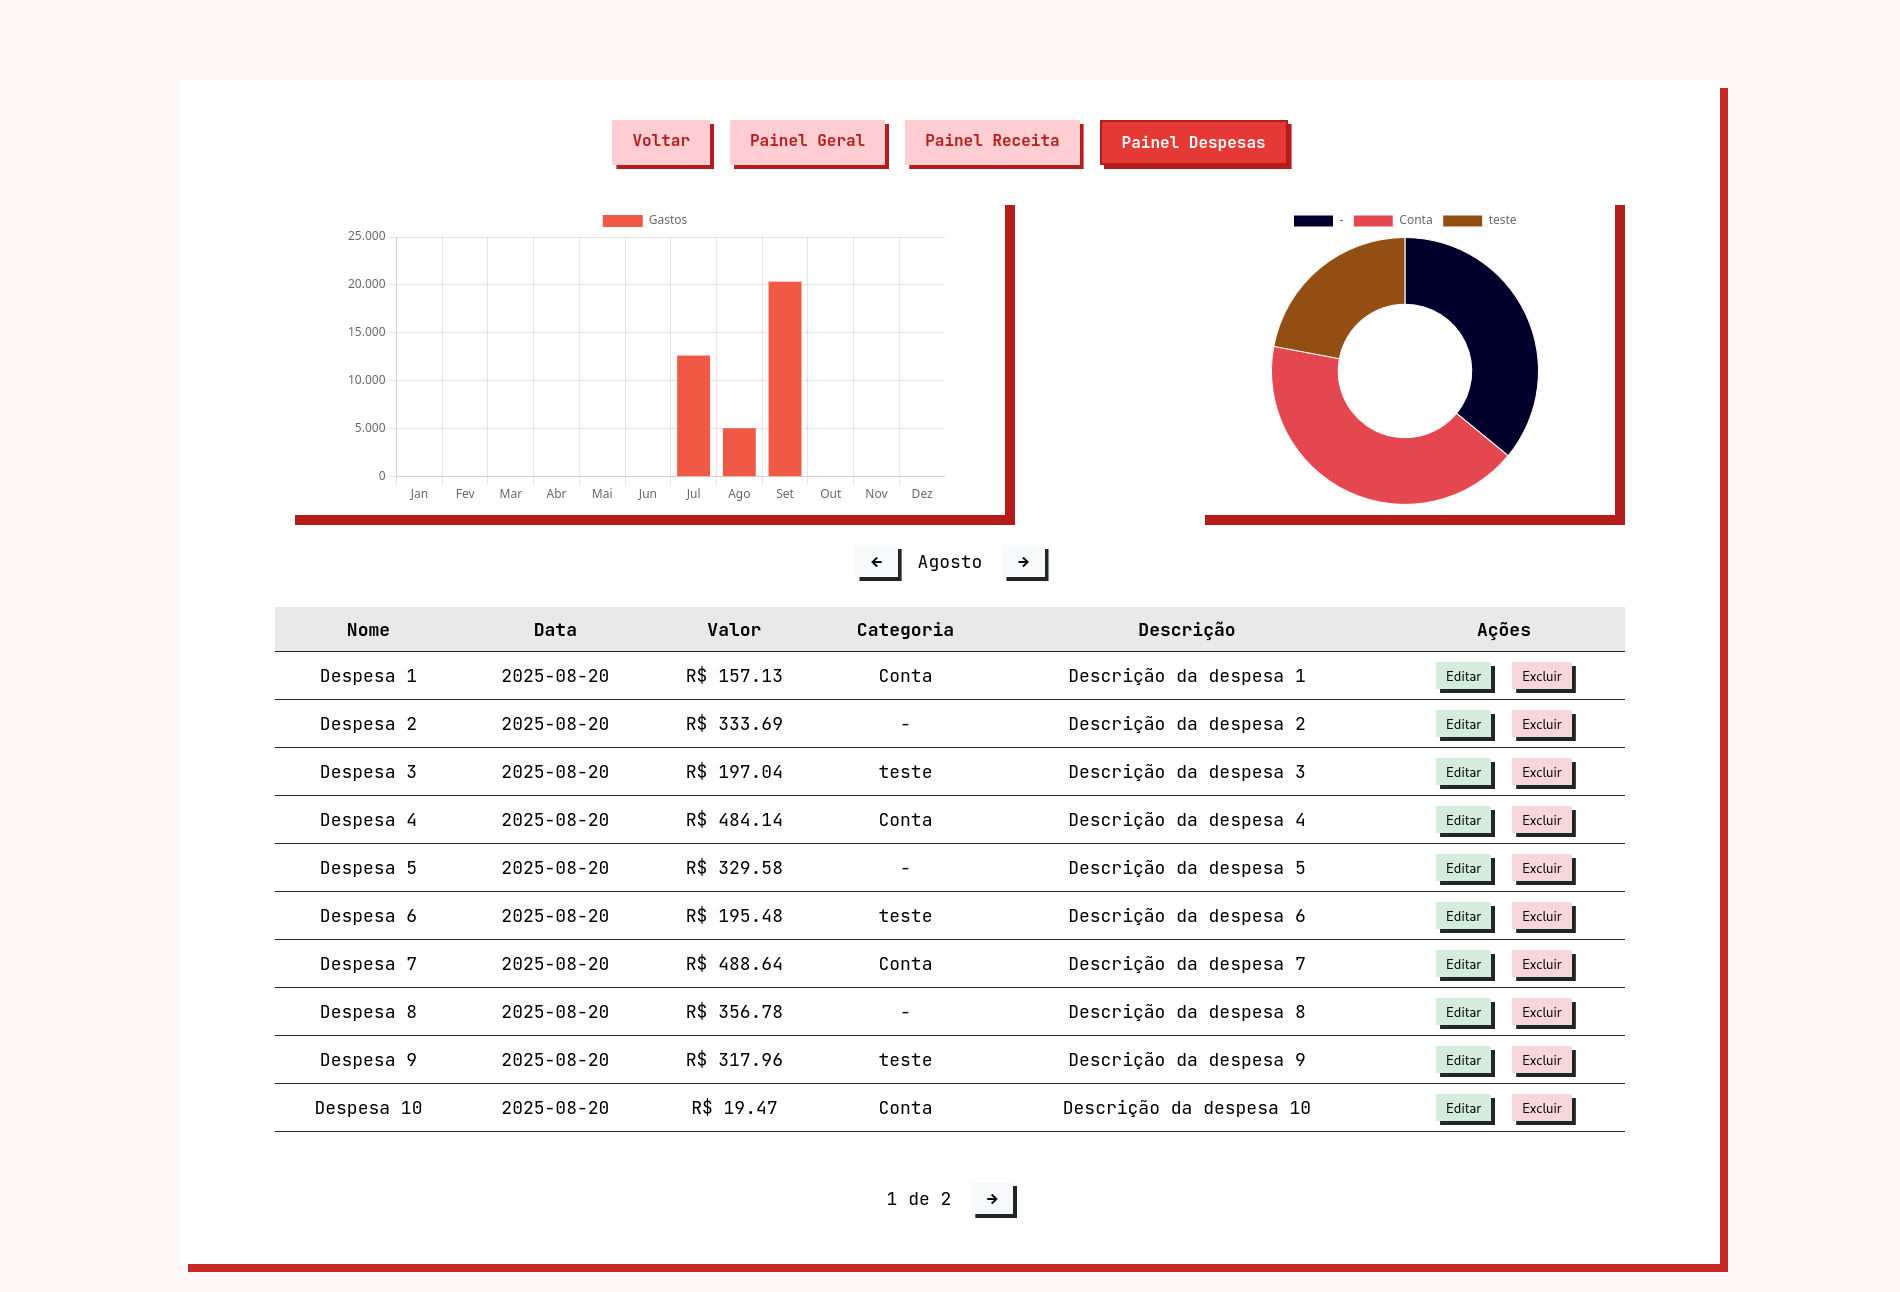 Voltar Painel Geral Painel Receita Painel Despesas
Gastos
25.000
20.000
15.000
10.000
5.000
0
Jan Fev Mar Abr Mai Jun Jul Ago Set Out Nov Dez
- Conta teste
← Agosto →
Nome Data Valor Categoria Descrição Ações
Despesa 1 2025-08-20 R$ 157.13 Conta Descrição da despesa 1 Editar Excluir
Despesa 2 2025-08-20 R$ 333.69 - Descrição da despesa 2 Editar Excluir
Despesa 3 2025-08-20 R$ 197.04 teste Descrição da despesa 3 Editar Excluir
Despesa 4 2025-08-20 R$ 484.14 Conta Descrição da despesa 4 Editar Excluir
Despesa 5 2025-08-20 R$ 329.58 - Descrição da despesa 5 Editar Excluir
Despesa 6 2025-08-20 R$ 195.48 teste Descrição da despesa 6 Editar Excluir
Despesa 7 2025-08-20 R$ 488.64 Conta Descrição da despesa 7 Editar Excluir
Despesa 8 2025-08-20 R$ 356.78 - Descrição da despesa 8 Editar Excluir
Despesa 9 2025-08-20 R$ 317.96 teste Descrição da despesa 9 Editar Excluir
Despesa 10 2025-08-20 R$ 19.47 Conta Descrição da despesa 10 Editar Excluir
1 de 2 →